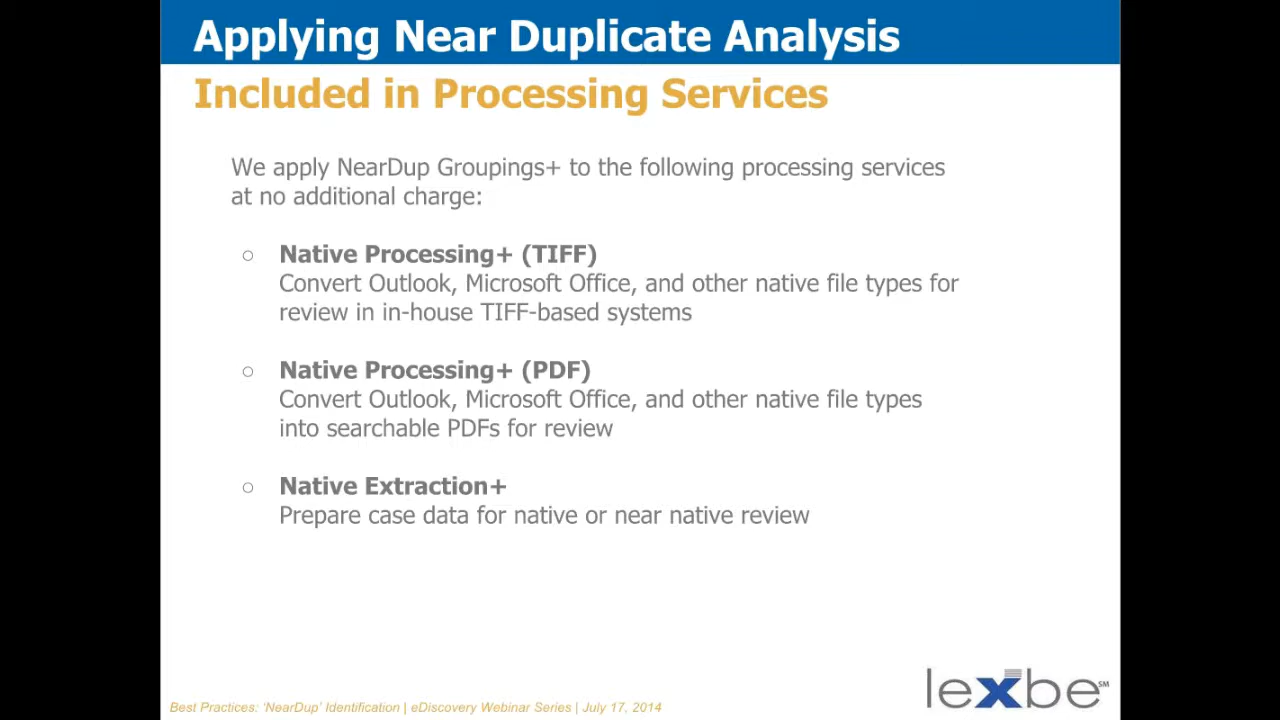 Applying Near Duplicate Analysis
Included in Processing Services
We apply NearDup Groupings+ to the following processing services
at no additional charge:
○ Native Processing+ (TIFF)
Convert Outlook, Microsoft Office, and other native file types for
review in in-house TIFF-based systems
○ Native Processing+ (PDF)
Convert Outlook, Microsoft Office, and other native file types
into searchable PDFs for review
○ Native Extraction+
Prepare case data for native or near native review
lexbe℠
Best Practices: ‘NearDup’ Identification | eDiscovery Webinar Series | July 17, 2014